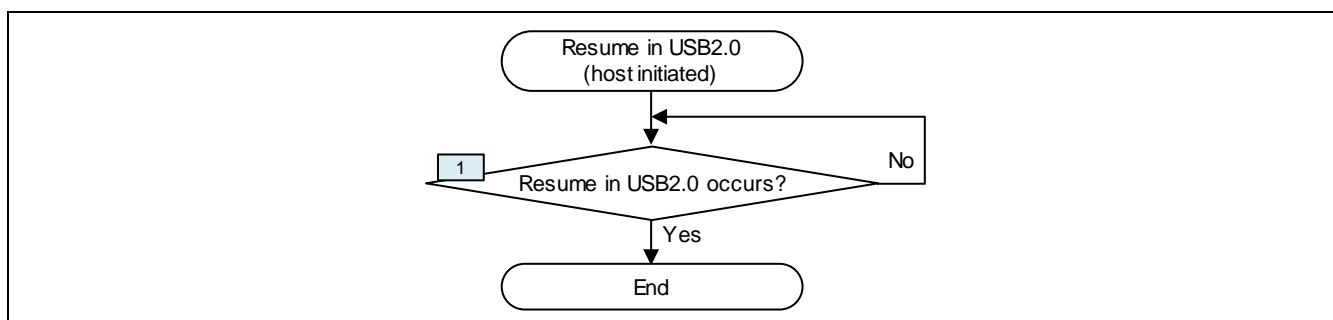 Resume in USB2.0
(host initiated)
No
1
Resume in USB2.0 occurs?
Yes
End